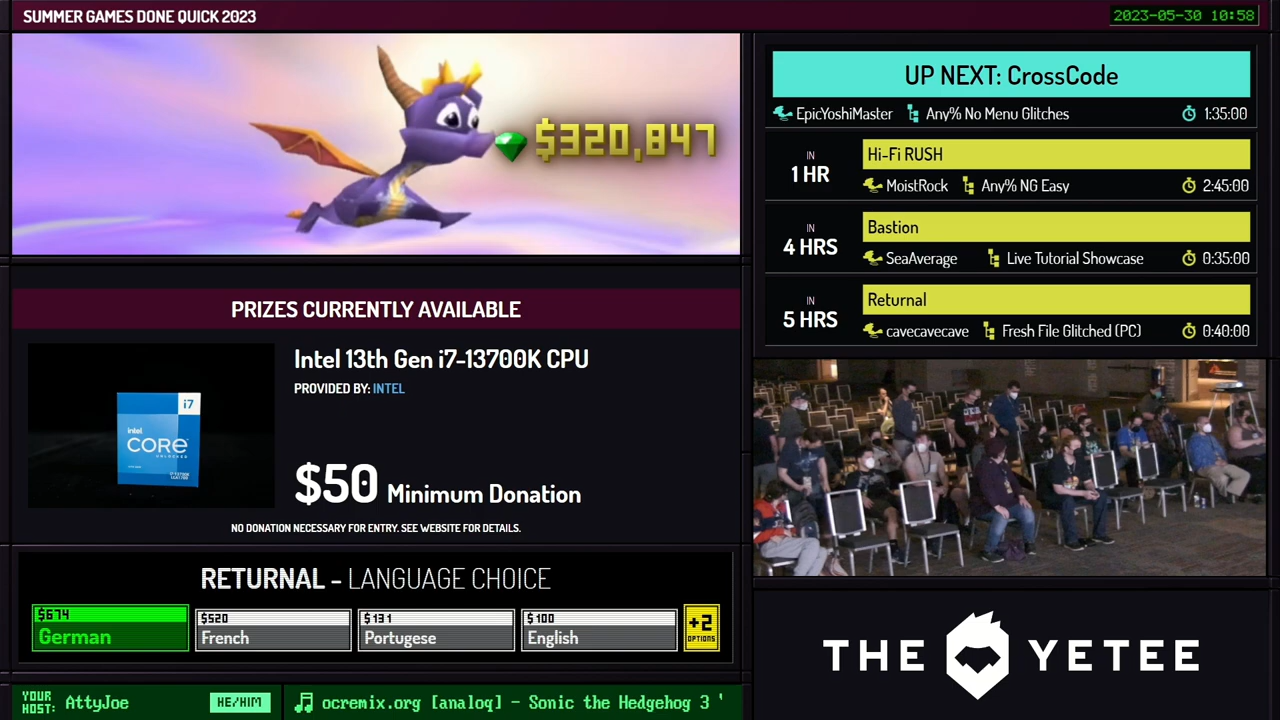 SUMMER GAMES DONE QUICK 2023
2023-05-30 10:58
$320,847
UP NEXT: CrossCode
EpicYoshiMaster Any% No Menu Glitches 1:35:00
IN 1 HR
Hi-Fi RUSH
MoistRock Any% NG Easy 2:45:00
IN 4 HRS
Bastion
SeaAverage Live Tutorial Showcase 0:35:00
IN 5 HRS
Returnal
cavecavecave Fresh File Glitched (PC) 0:40:00
PRIZES CURRENTLY AVAILABLE
Intel 13th Gen i7-13700K CPU
PROVIDED BY: INTEL
i7
intel
CORE
UNLOCKED
$50 Minimum Donation
NO DONATION NECESSARY FOR ENTRY. SEE WEBSITE FOR DETAILS.
RETURNAL - LANGUAGE CHOICE
$674
German
$520
French
$131
Portugese
$100
English
+2
OPTIONS
THE YETEE
YOUR HOST: AttyJoe HE/HIM
ocremix.org [analoq] - Sonic the Hedgehog 3 '